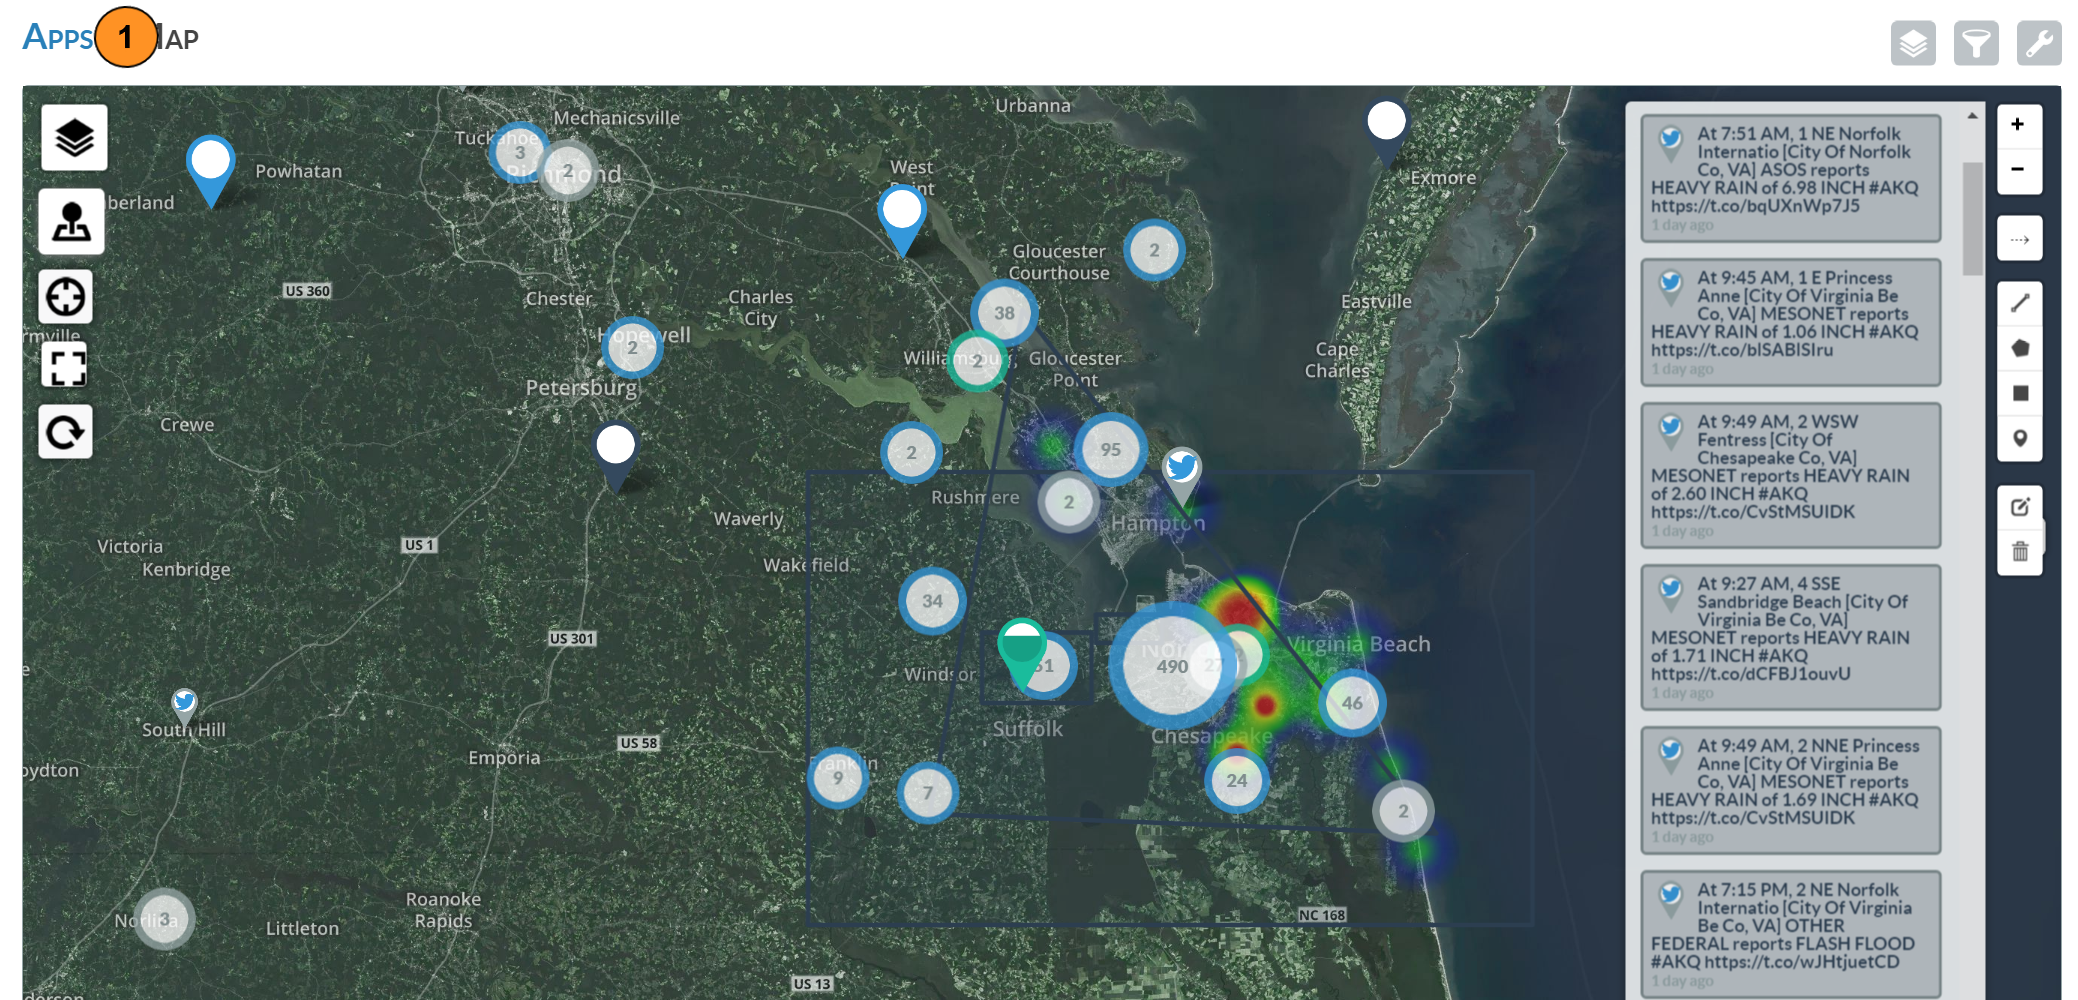 APPS
1
AP
Urbanna
Mechanicsville
Tuckahoe
3
2
Richmond
Powhatan
berland
West
Point
Exmore
2
Gloucester
Courthouse
US 360
Chester
Charles
City
Eastville
38
Hopewell
2
rmville
Williamsburg
2
Gloucester
Point
Cape
Charles
Petersburg
Crewe
2
95
Rushmere
2
Hampton
Waverly
Victoria
US 1
Kenbridge
Wakefield
34
US 301
Virginia Beach
51
Nor
490
27
Windsor
46
South Hill
Suffolk
Chesapeake
US 58
Emporia
oydton
Franklin
9
7
24
2
Norlina
3
Littleton
Roanoke
Rapids
NC 168
US 13
derson
At 7:51 AM, 1 NE Norfolk
Internatio [City Of Norfolk
Co, VA] ASOS reports
HEAVY RAIN of 6.98 INCH #AKQ
https://t.co/bqUXnWp7J5
1 day ago
At 9:45 AM, 1 E Princess
Anne [City Of Virginia Be
Co, VA] MESONET reports
HEAVY RAIN of 1.06 INCH #AKQ
https://t.co/blSABlSIru
1 day ago
At 9:49 AM, 2 WSW
Fentress [City Of
Chesapeake Co, VA]
MESONET reports HEAVY RAIN
of 2.60 INCH #AKQ
https://t.co/CvStMSUIDK
1 day ago
At 9:27 AM, 4 SSE
Sandbridge Beach [City Of
Virginia Be Co, VA]
MESONET reports HEAVY RAIN
of 1.71 INCH #AKQ
https://t.co/dCFBJ1ouvU
1 day ago
At 9:49 AM, 2 NNE Princess
Anne [City Of Virginia Be
Co, VA] MESONET reports
HEAVY RAIN of 1.69 INCH #AKQ
https://t.co/CvStMSUIDK
1 day ago
At 7:15 PM, 2 NE Norfolk
Internatio [City Of Virginia
Be Co, VA] OTHER
FEDERAL reports FLASH FLOOD
#AKQ https://t.co/wJHtjuetCD
1 day ago
+
−